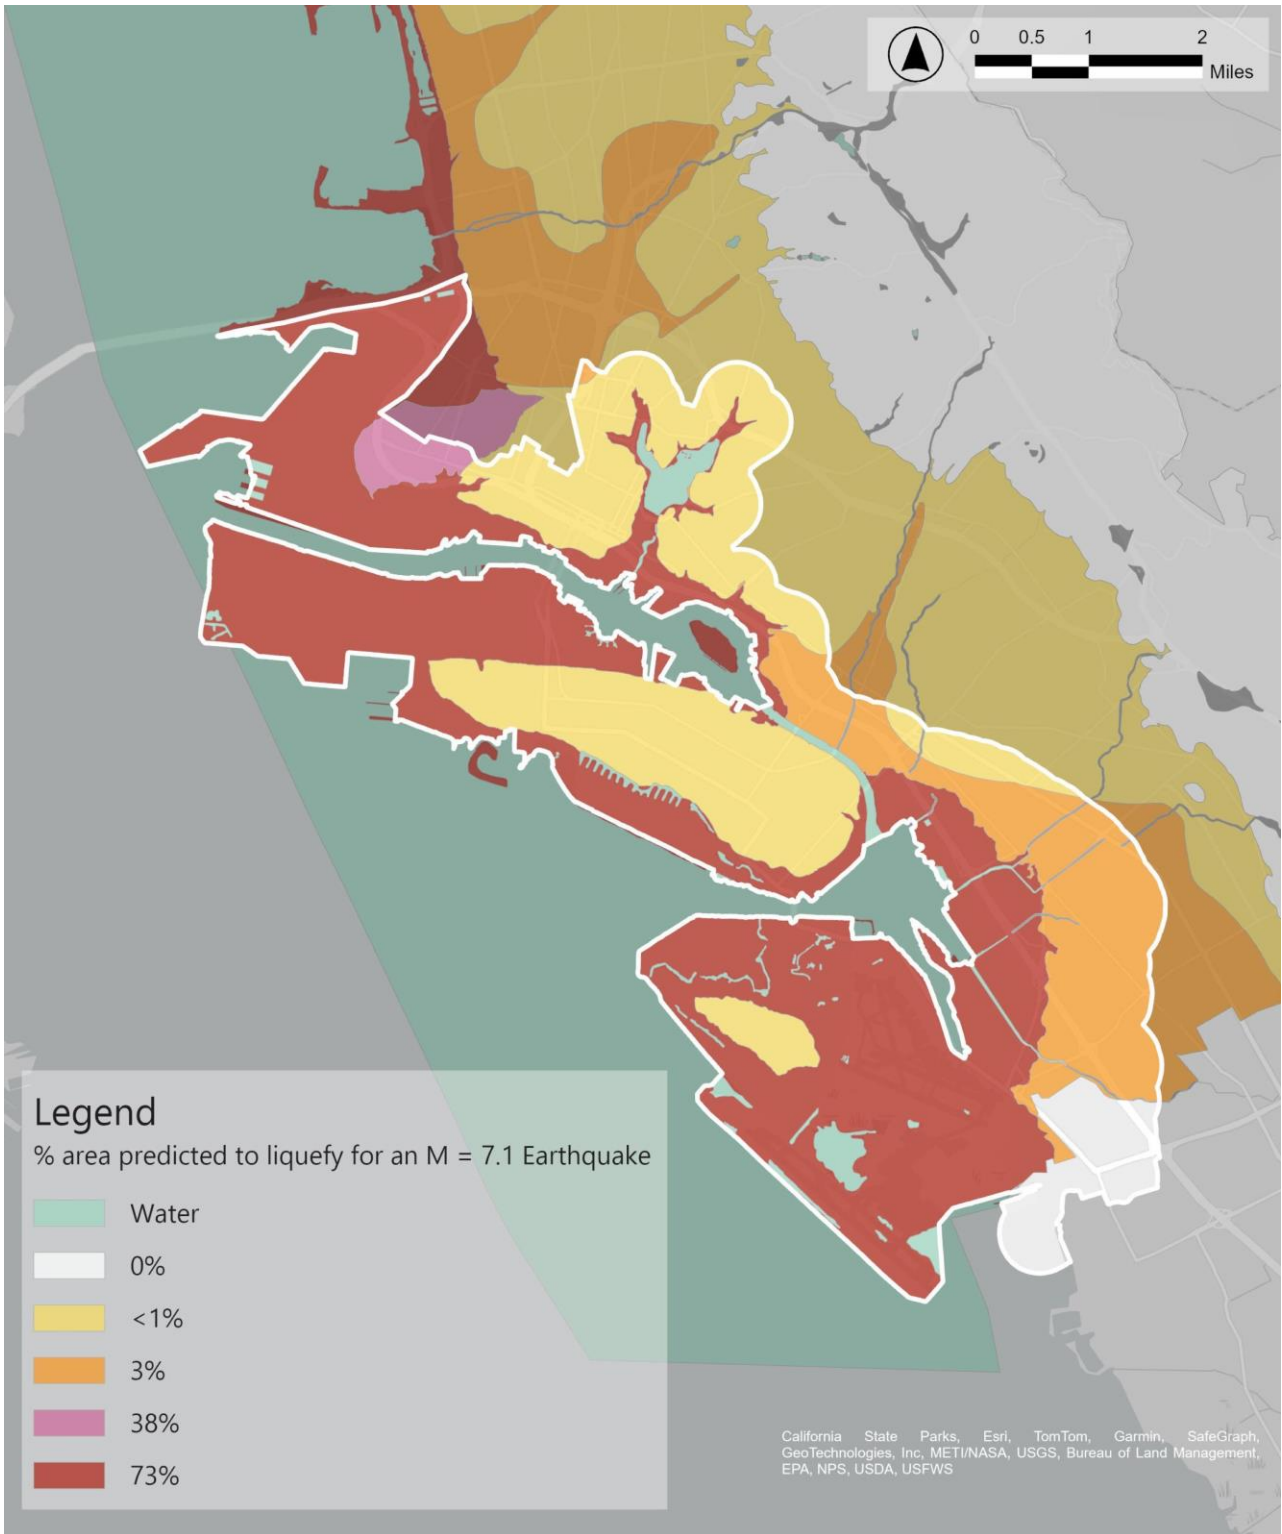 0 0.5 1 2
Miles
Legend
% area predicted to liquefy for an M = 7.1 Earthquake
Water
0%
<1%
3%
38%
73%
California State Parks, Esri, TomTom, Garmin, SafeGraph,
GeoTechnologies, Inc, METI/NASA, USGS, Bureau of Land Management,
EPA, NPS, USDA, USFWS